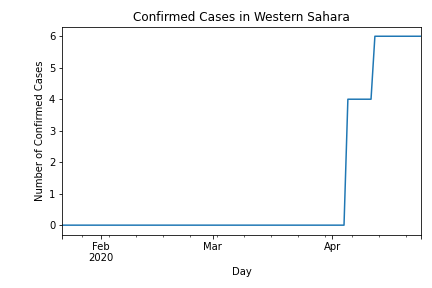 Confirmed Cases in Western Sahara
6
5
4
3
2
1
0
Number of Confirmed Cases
Feb
2020
Mar
Apr
Day